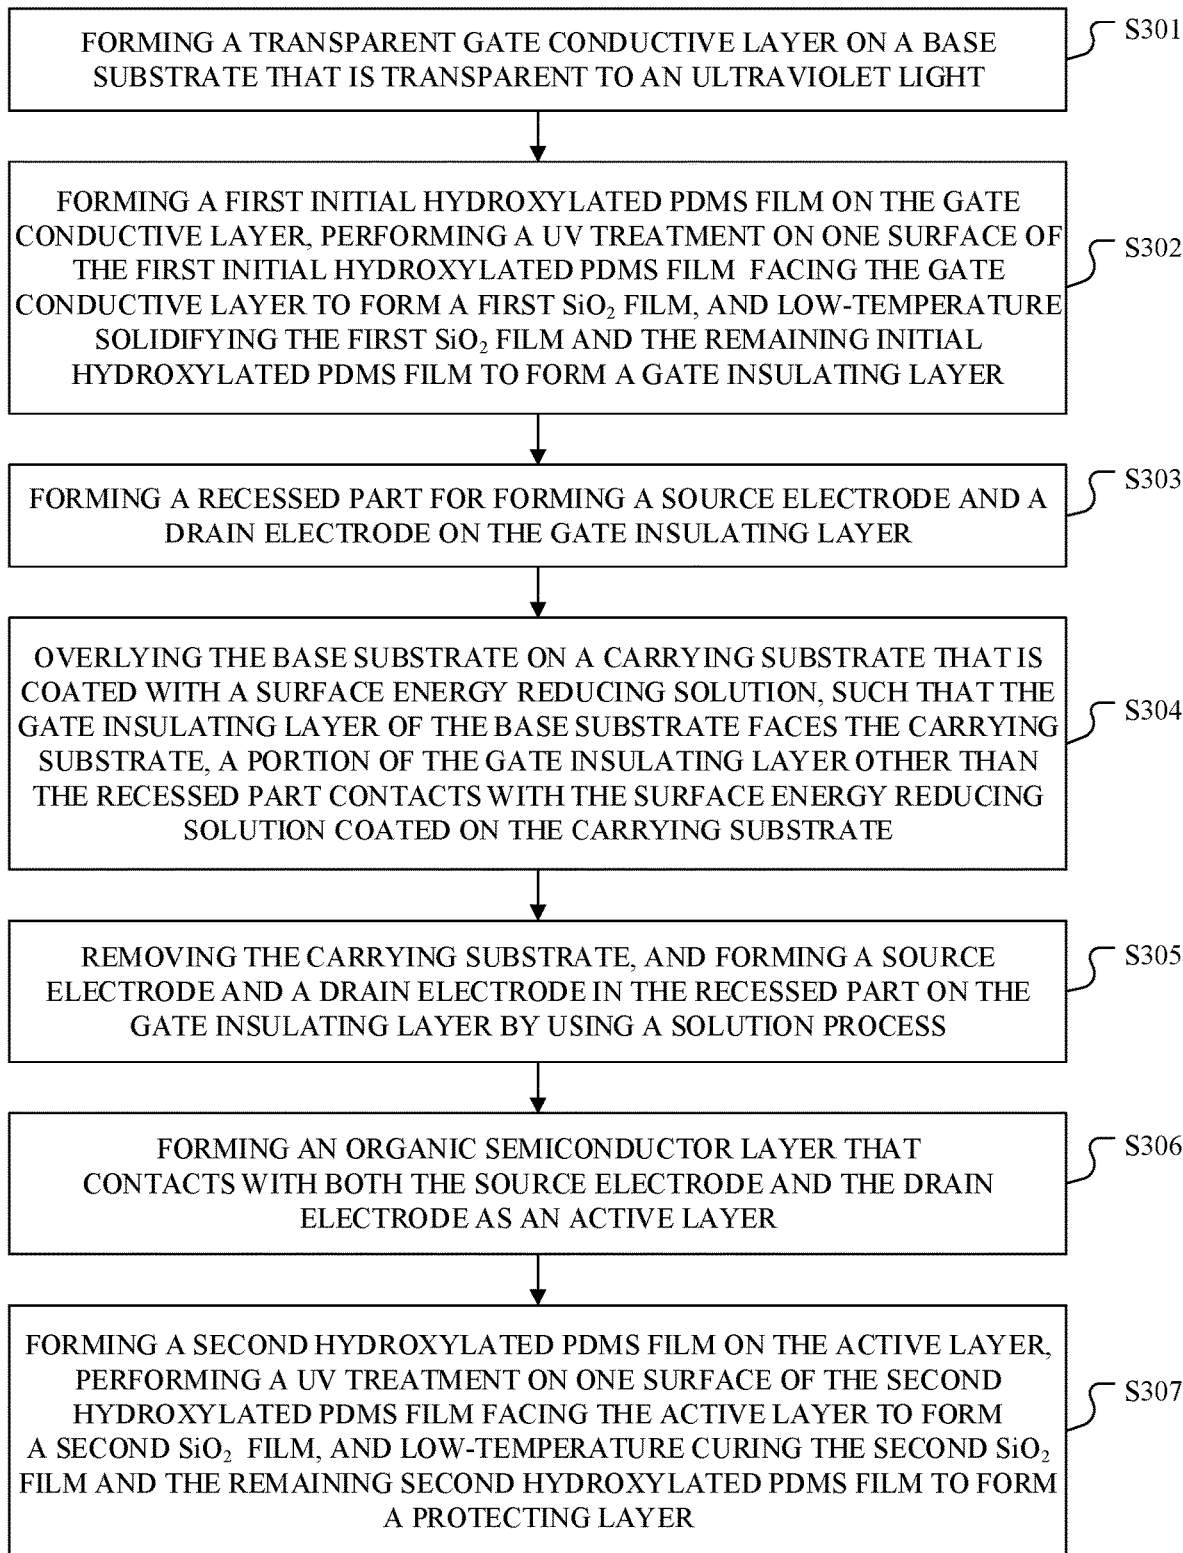 FORMING A TRANSPARENT GATE CONDUCTIVE LAYER ON A BASE
SUBSTRATE THAT IS TRANSPARENT TO AN ULTRAVIOLET LIGHT
S301
FORMING A FIRST INITIAL HYDROXYLATED PDMS FILM ON THE GATE
CONDUCTIVE LAYER, PERFORMING A UV TREATMENT ON ONE SURFACE OF
THE FIRST INITIAL HYDROXYLATED PDMS FILM FACING THE GATE
CONDUCTIVE LAYER TO FORM A FIRST SiO₂ FILM, AND LOW-TEMPERATURE
SOLIDIFYING THE FIRST SiO₂ FILM AND THE REMAINING INITIAL
HYDROXYLATED PDMS FILM TO FORM A GATE INSULATING LAYER
S302
FORMING A RECESSED PART FOR FORMING A SOURCE ELECTRODE AND A
DRAIN ELECTRODE ON THE GATE INSULATING LAYER
S303
OVERLYING THE BASE SUBSTRATE ON A CARRYING SUBSTRATE THAT IS
COATED WITH A SURFACE ENERGY REDUCING SOLUTION, SUCH THAT THE
GATE INSULATING LAYER OF THE BASE SUBSTRATE FACES THE CARRYING
SUBSTRATE, A PORTION OF THE GATE INSULATING LAYER OTHER THAN
THE RECESSED PART CONTACTS WITH THE SURFACE ENERGY REDUCING
SOLUTION COATED ON THE CARRYING SUBSTRATE
S304
REMOVING THE CARRYING SUBSTRATE, AND FORMING A SOURCE
ELECTRODE AND A DRAIN ELECTRODE IN THE RECESSED PART ON THE
GATE INSULATING LAYER BY USING A SOLUTION PROCESS
S305
FORMING AN ORGANIC SEMICONDUCTOR LAYER THAT
CONTACTS WITH BOTH THE SOURCE ELECTRODE AND THE DRAIN
ELECTRODE AS AN ACTIVE LAYER
S306
FORMING A SECOND HYDROXYLATED PDMS FILM ON THE ACTIVE LAYER,
PERFORMING A UV TREATMENT ON ONE SURFACE OF THE SECOND
HYDROXYLATED PDMS FILM FACING THE ACTIVE LAYER TO FORM
A SECOND SiO₂ FILM, AND LOW-TEMPERATURE CURING THE SECOND SiO₂
FILM AND THE REMAINING SECOND HYDROXYLATED PDMS FILM TO FORM
A PROTECTING LAYER
S307